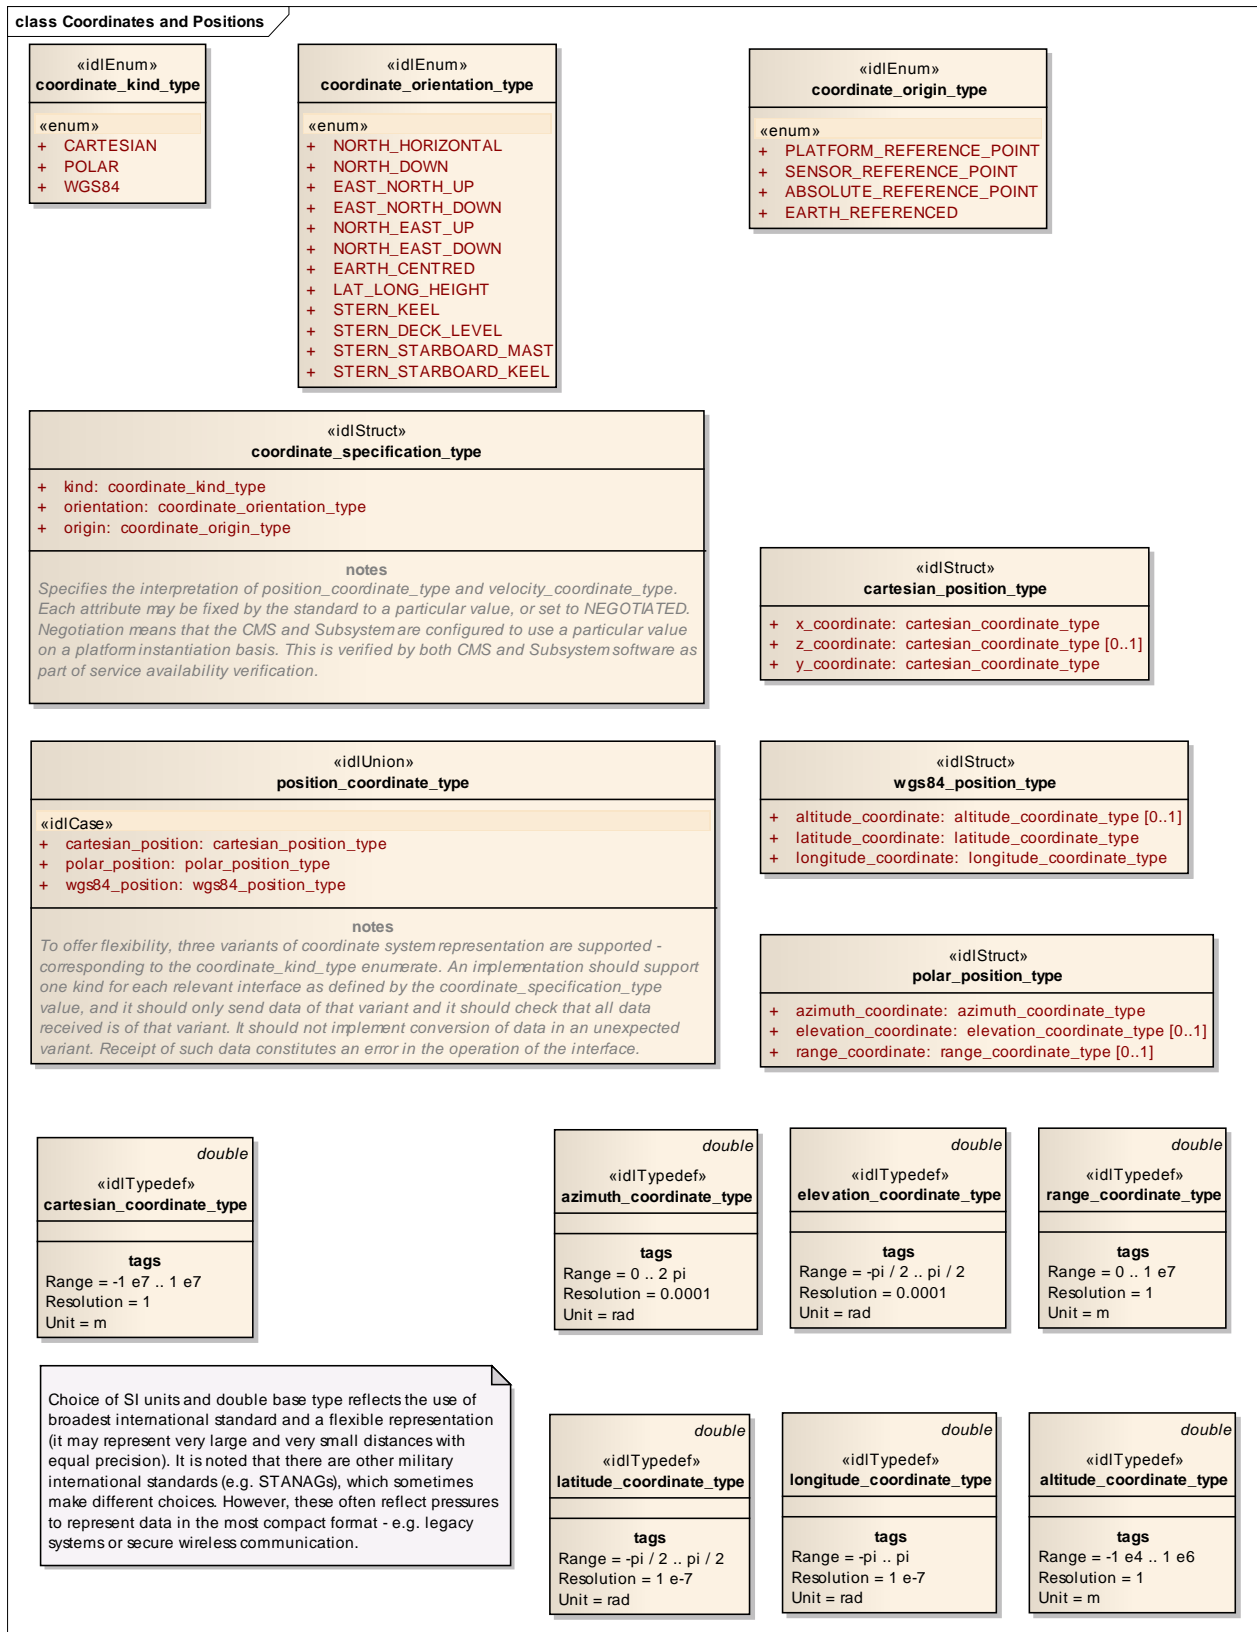 class Coordinates and Positions
«idlEnum»
coordinate_kind_type
«enum»
+ CARTESIAN
+ POLAR
+ WGS84
«idlEnum»
coordinate_orientation_type
«enum»
+ NORTH_HORIZONTAL
+ NORTH_DOWN
+ EAST_NORTH_UP
+ EAST_NORTH_DOWN
+ NORTH_EAST_UP
+ NORTH_EAST_DOWN
+ EARTH_CENTRED
+ LAT_LONG_HEIGHT
+ STERN_KEEL
+ STERN_DECK_LEVEL
+ STERN_STARBOARD_MAST
+ STERN_STARBOARD_KEEL
«idlEnum»
coordinate_origin_type
«enum»
+ PLATFORM_REFERENCE_POINT
+ SENSOR_REFERENCE_POINT
+ ABSOLUTE_REFERENCE_POINT
+ EARTH_REFERENCED
«idlStruct»
coordinate_specification_type
+ kind: coordinate_kind_type
+ orientation: coordinate_orientation_type
+ origin: coordinate_origin_type
notes
Specifies the interpretation of position_coordinate_type and velocity_coordinate_type.
Each attribute may be fixed by the standard to a particular value, or set to NEGOTIATED.
Negotiation means that the CMS and Subsystem are configured to use a particular value
on a platform instantiation basis. This is verified by both CMS and Subsystem software as
part of service availability verification.
«idlStruct»
cartesian_position_type
+ x_coordinate: cartesian_coordinate_type
+ z_coordinate: cartesian_coordinate_type [0..1]
+ y_coordinate: cartesian_coordinate_type
«idlUnion»
position_coordinate_type
«idlCase»
+ cartesian_position: cartesian_position_type
+ polar_position: polar_position_type
+ wgs84_position: wgs84_position_type
notes
To offer flexibility, three variants of coordinate system representation are supported -
corresponding to the coordinate_kind_type enumerate. An implementation should support
one kind for each relevant interface as defined by the coordinate_specification_type
value, and it should only send data of that variant and it should check that all data
received is of that variant. It should not implement conversion of data in an unexpected
variant. Receipt of such data constitutes an error in the operation of the interface.
«idlStruct»
wgs84_position_type
+ altitude_coordinate: altitude_coordinate_type [0..1]
+ latitude_coordinate: latitude_coordinate_type
+ longitude_coordinate: longitude_coordinate_type
«idlStruct»
polar_position_type
+ azimuth_coordinate: azimuth_coordinate_type
+ elevation_coordinate: elevation_coordinate_type [0..1]
+ range_coordinate: range_coordinate_type [0..1]
double
«idlTypedef»
cartesian_coordinate_type
tags
Range = -1 e7 .. 1 e7
Resolution = 1
Unit = m
double
«idlTypedef»
azimuth_coordinate_type
tags
Range = 0 .. 2 pi
Resolution = 0.0001
Unit = rad
double
«idlTypedef»
elevation_coordinate_type
tags
Range = -pi / 2 .. pi / 2
Resolution = 0.0001
Unit = rad
double
«idlTypedef»
range_coordinate_type
tags
Range = 0 .. 1 e7
Resolution = 1
Unit = m
Choice of SI units and double base type reflects the use of
broadest international standard and a flexible representation
(it may represent very large and very small distances with
equal precision). It is noted that there are other military
international standards (e.g. STANAGs), which sometimes
make different choices. However, these often reflect pressures
to represent data in the most compact format - e.g. legacy
systems or secure wireless communication.
double
«idlTypedef»
latitude_coordinate_type
tags
Range = -pi / 2 .. pi / 2
Resolution = 1 e-7
Unit = rad
double
«idlTypedef»
longitude_coordinate_type
tags
Range = -pi .. pi
Resolution = 1 e-7
Unit = rad
double
«idlTypedef»
altitude_coordinate_type
tags
Range = -1 e4 .. 1 e6
Resolution = 1
Unit = m